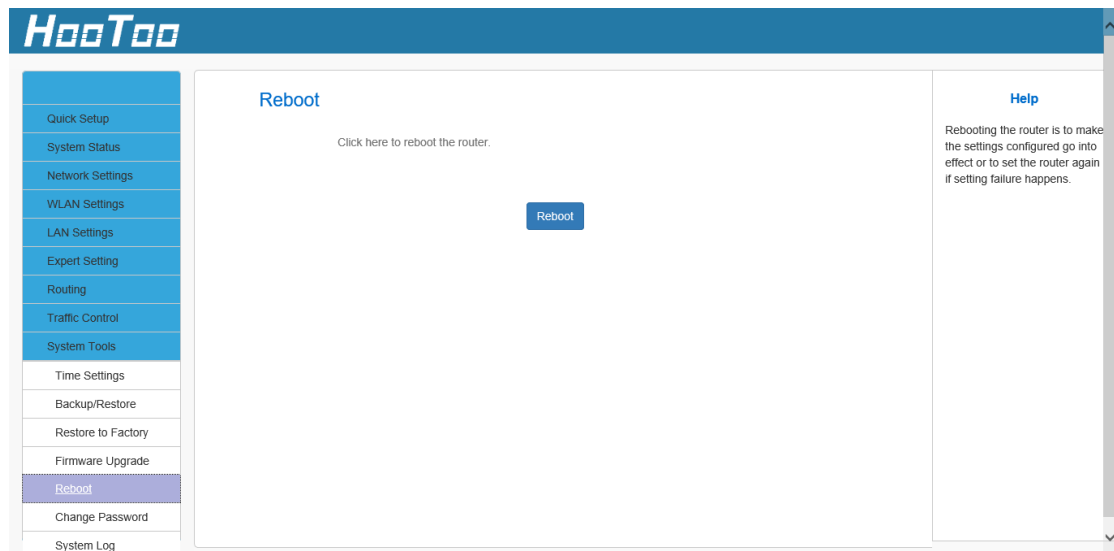 HooToo
Quick Setup
System Status
Network Settings
WLAN Settings
LAN Settings
Expert Setting
Routing
Traffic Control
System Tools
Time Settings
Backup/Restore
Restore to Factory
Firmware Upgrade
Reboot
Change Password
System Log
Reboot
Click here to reboot the router.
Reboot
Help
Rebooting the router is to make
the settings configured go into
effect or to set the router again
if setting failure happens.